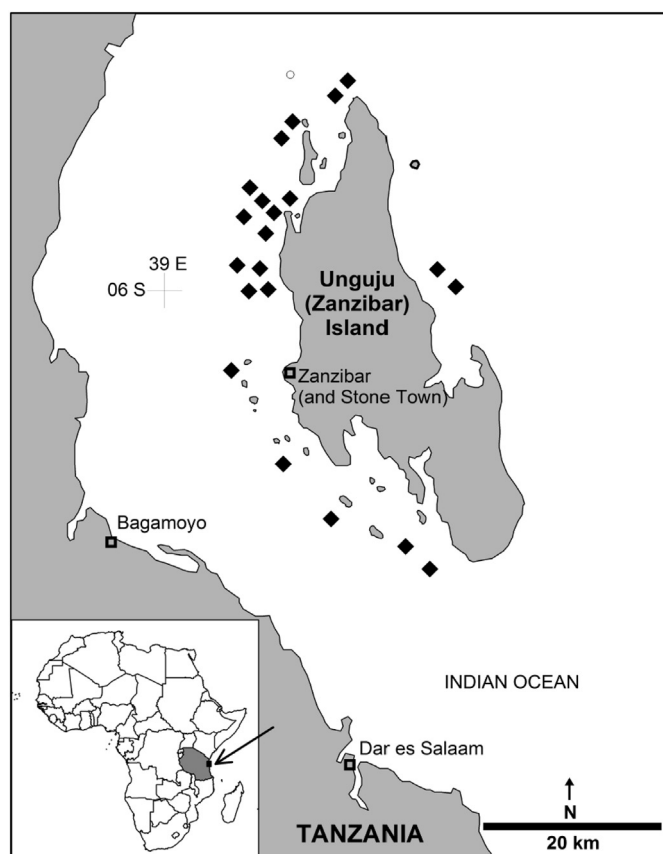 39 E
06 S
Unguju
(Zanzibar)
Island
Zanzibar
(and Stone Town)
Bagamoyo
INDIAN OCEAN
Dar es Salaam
N
TANZANIA
20 km